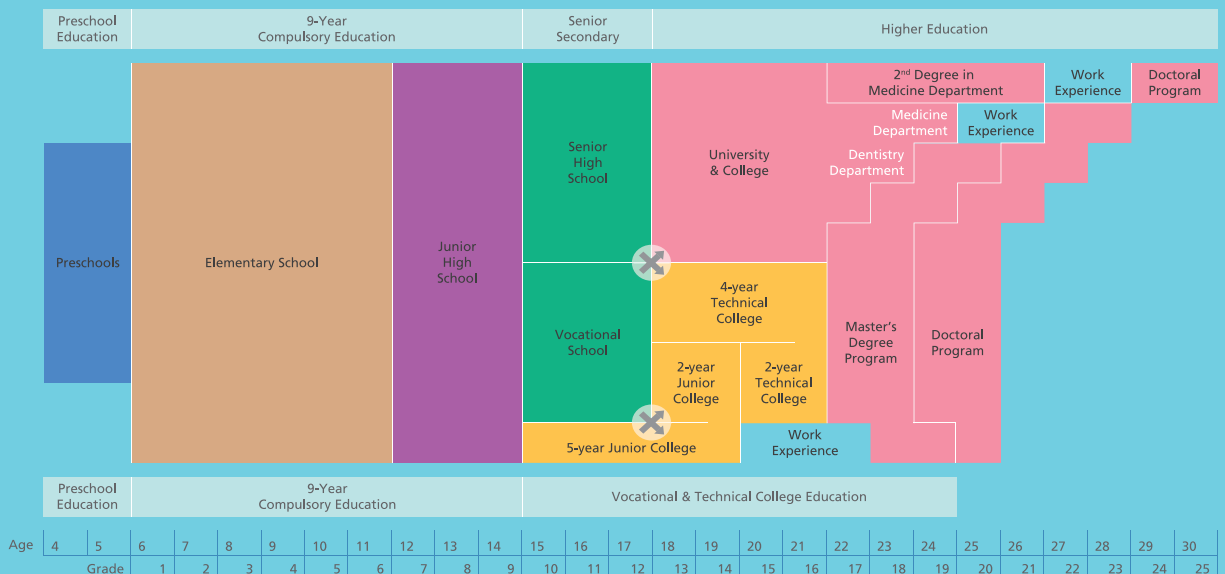 Preschool
Education
9-Year
Compulsory Education
Senior
Secondary
Higher Education
2nd Degree in
Medicine Department
Work
Experience
Doctoral
Program
Medicine
Department
Work
Experience
Senior
High
School
University
& College
Dentistry
Department
Preschools
Elementary School
Junior
High
School
4-year
Technical
College
Vocational
School
Master's
Degree
Program
Doctoral
Program
2-year
Junior
College
2-year
Technical
College
5-year Junior College
Work
Experience
Preschool
Education
9-Year
Compulsory Education
Vocational & Technical College Education
Age 4 5 6 7 8 9 10 11 12 13 14 15 16 17 18 19 20 21 22 23 24 25 26 27 28 29 30
Grade 1 2 3 4 5 6 7 8 9 10 11 12 13 14 15 16 17 18 19 20 21 22 23 24 25